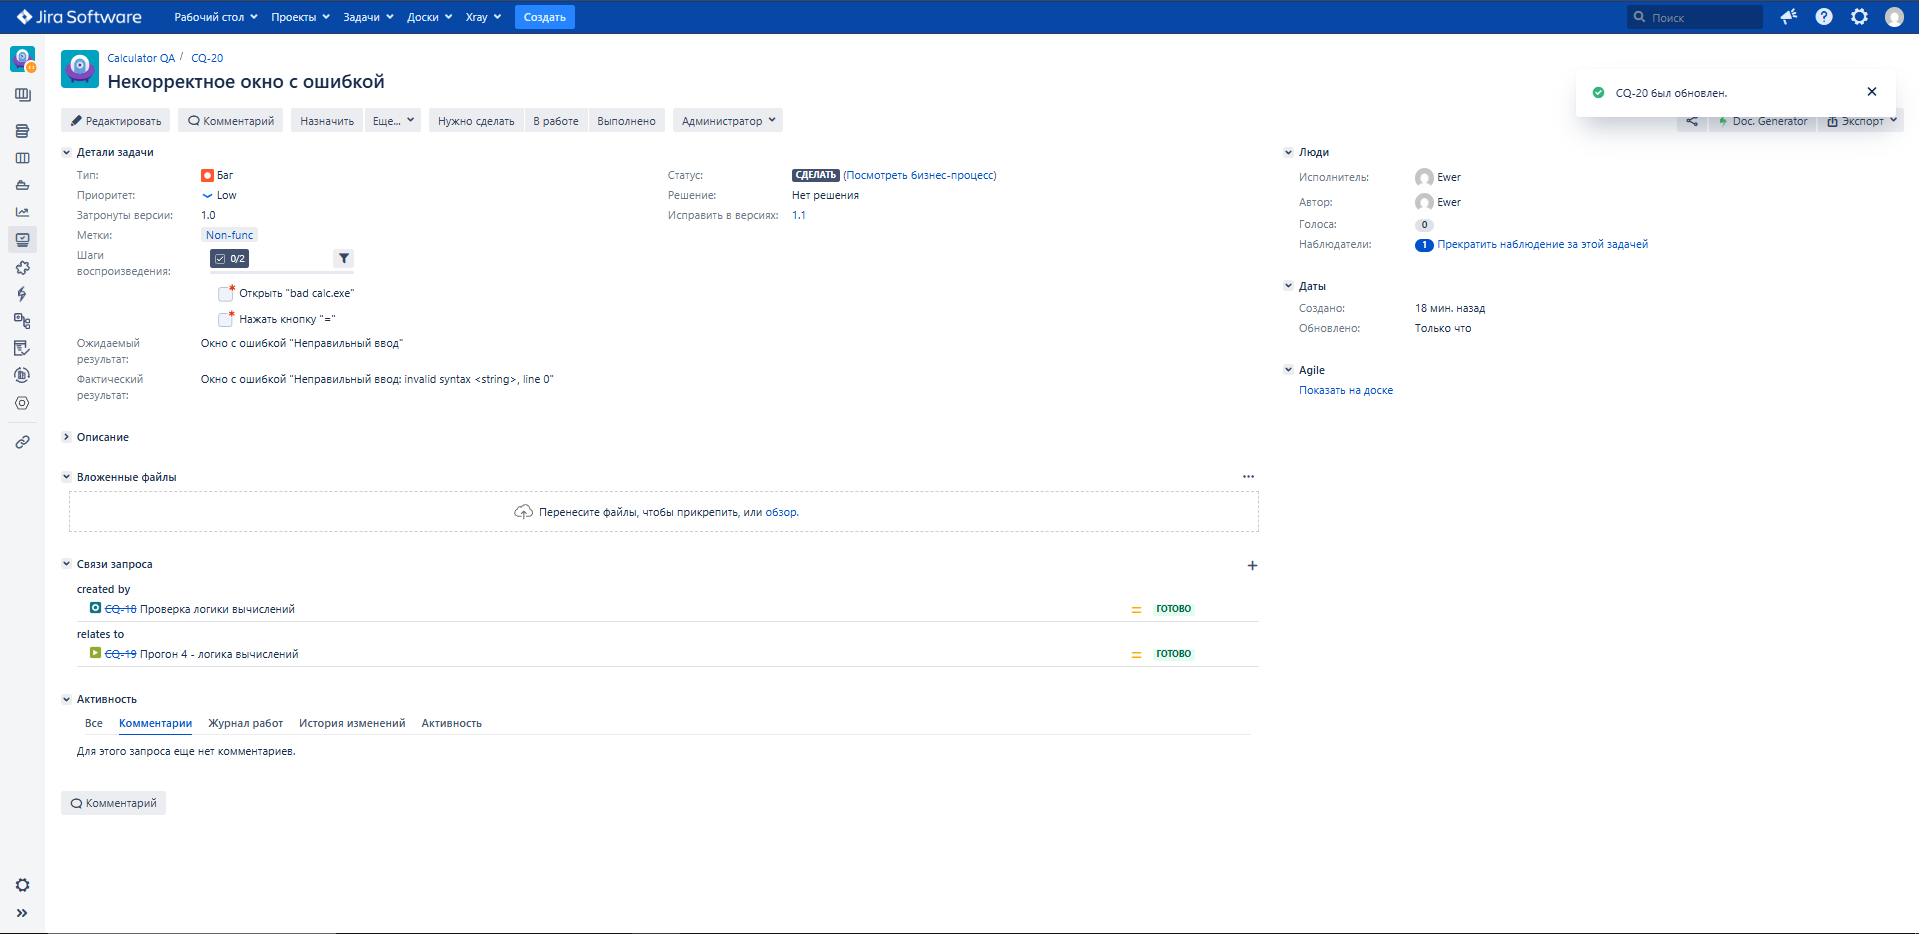 Jira Software
Рабочий стол Проекты Задачи Доски Xray Создать
Поиск
Calculator QA / CQ-20
Некорректное окно с ошибкой
CQ-20 был обновлен.
Редактировать Комментарий Назначить Еще... Нужно сделать В работе Выполнено Администратор
Doc. Generator Экспорт
Детали задачи
Тип: Баг
Приоритет: Low
Затронуты версии: 1.0
Метки: Non-func
Шаги воспроизведения: 0/2
Открыть "bad calc.exe"
Нажать кнопку "="
Ожидаемый результат: Окно с ошибкой "Неправильный ввод"
Фактический результат: Окно с ошибкой "Неправильный ввод: invalid syntax <string>, line 0"
Статус: СДЕЛАТЬ (Посмотреть бизнес-процесс)
Решение: Нет решения
Исправить в версиях: 1.1
Описание
Вложенные файлы
Перенесите файлы, чтобы прикрепить, или обзор.
Связи запроса
created by
CQ-18 Проверка логики вычислений ГОТОВО
relates to
CQ-19 Прогон 4 - логика вычислений ГОТОВО
Активность
Все Комментарии Журнал работ История изменений Активность
Для этого запроса еще нет комментариев.
Комментарий
Люди
Исполнитель: Ewer
Автор: Ewer
Голоса: 0
Наблюдатели: 1 Прекратить наблюдение за этой задачей
Даты
Создано: 18 мин. назад
Обновлено: Только что
Agile
Показать на доске